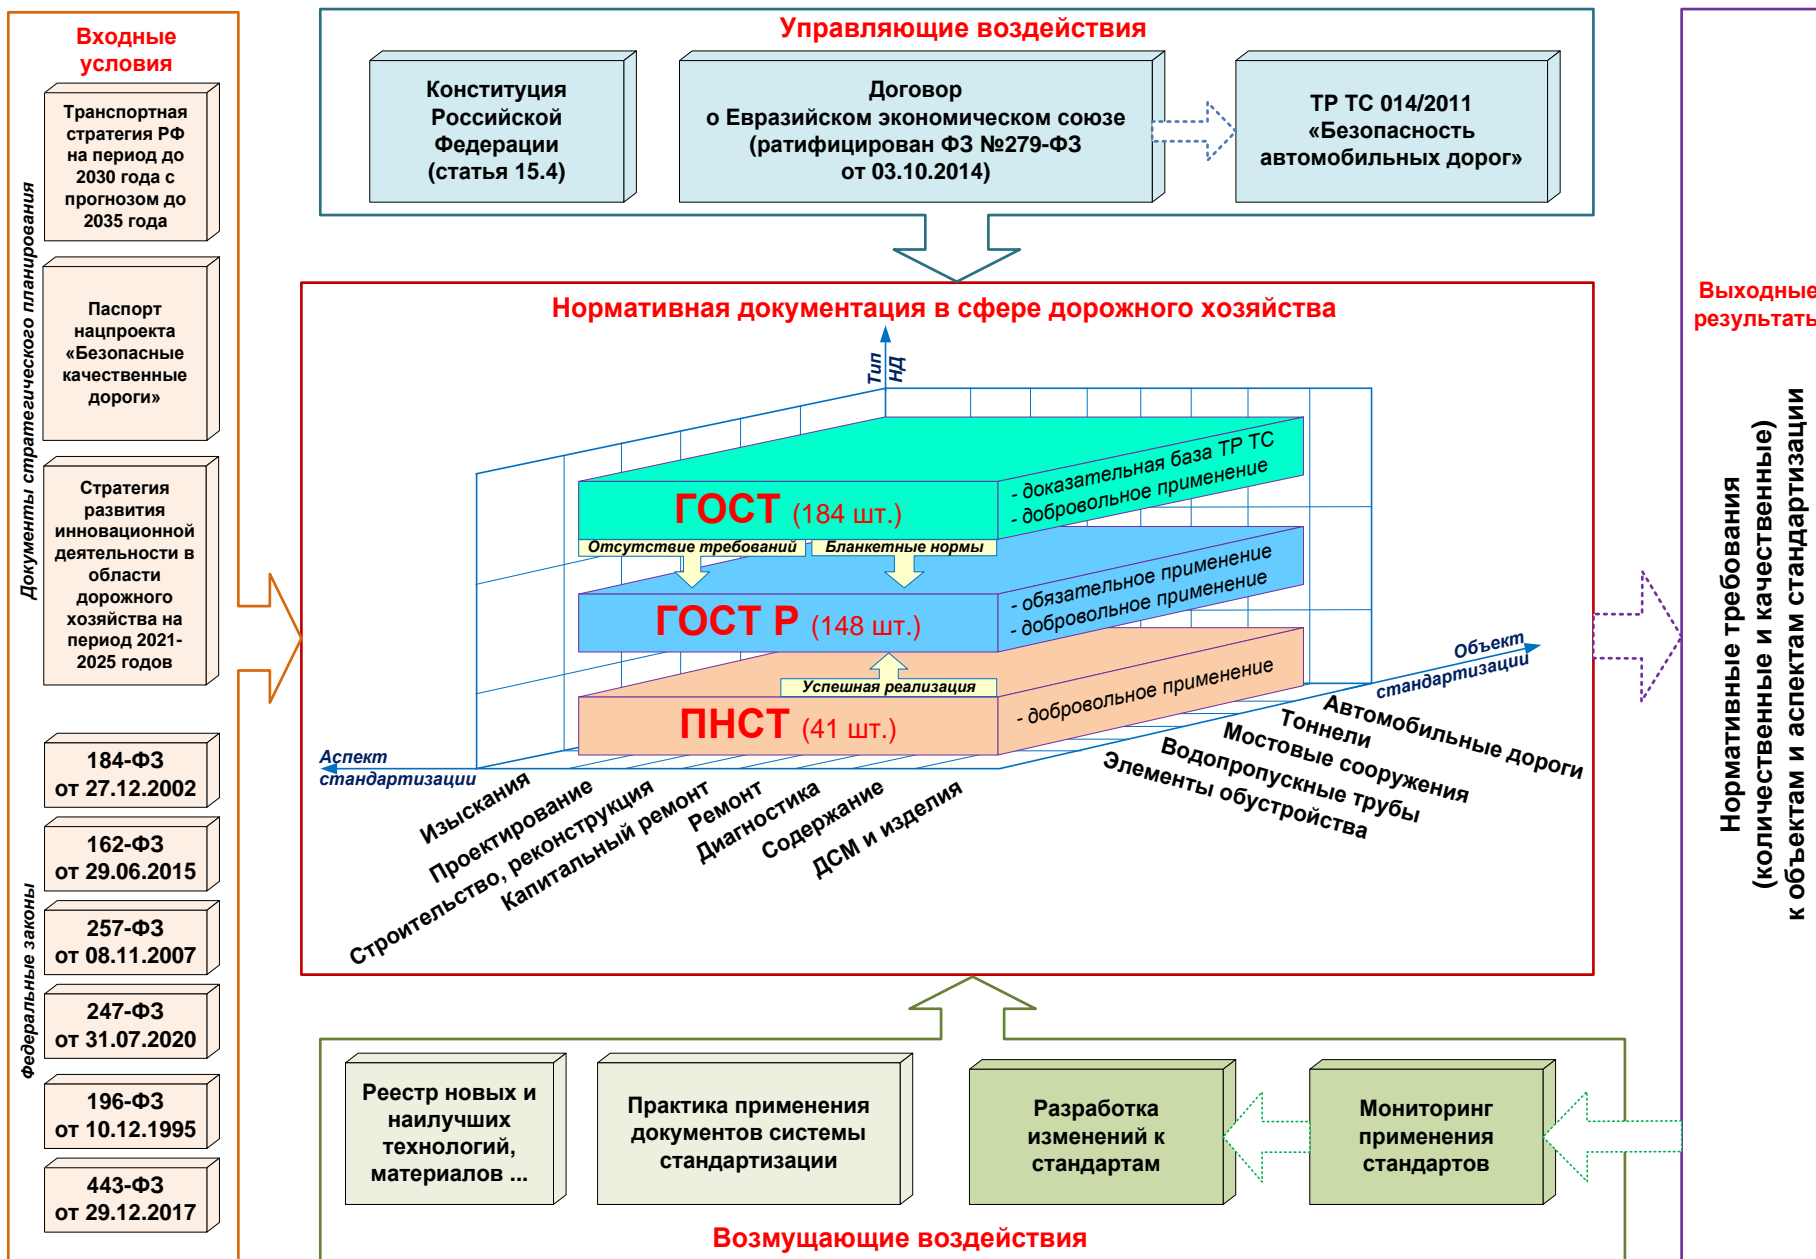 Входные
условия
Документы стратегического планирования
Транспортная
стратегия РФ
на период до
2030 года с
прогнозом до
2035 года
Паспорт
нацпроекта
«Безопасные
качественные
дороги»
Стратегия
развития
инновационной
деятельности в
области
дорожного
хозяйства на
период 2021-
2025 годов
Федеральные законы
184-ФЗ
от 27.12.2002
162-ФЗ
от 29.06.2015
257-ФЗ
от 08.11.2007
247-ФЗ
от 31.07.2020
196-ФЗ
от 10.12.1995
443-ФЗ
от 29.12.2017
Управляющие воздействия
Конституция
Российской
Федерации
(статья 15.4)
Договор
о Евразийском экономическом союзе
(ратифицирован ФЗ №279-ФЗ
от 03.10.2014)
ТР ТС 014/2011
«Безопасность
автомобильных дорог»
Нормативная документация в сфере дорожного хозяйства
Тип
НД
ГОСТ (184 шт.)
- доказательная база ТР ТС
- добровольное применение
Отсутствие требований
Бланкетные нормы
ГОСТ Р (148 шт.)
- обязательное применение
- добровольное применение
Успешная реализация
ПНСТ (41 шт.)
- добровольное применение
Объект
стандартизации
Аспект
стандартизации
Изыскания
Проектирование
Строительство, реконструкция
Капитальный ремонт
Ремонт
Диагностика
Содержание
ДСМ и изделия
Автомобильные дороги
Тоннели
Мостовые сооружения
Водопропускные трубы
Элементы обустройства
Возмущающие воздействия
Реестр новых и
наилучших
технологий,
материалов ...
Практика применения
документов системы
стандартизации
Разработка
изменений к
стандартам
Мониторинг
применения
стандартов
Выходные
результаты
Нормативные требования
(количественные и качественные)
к объектам и аспектам стандартизации